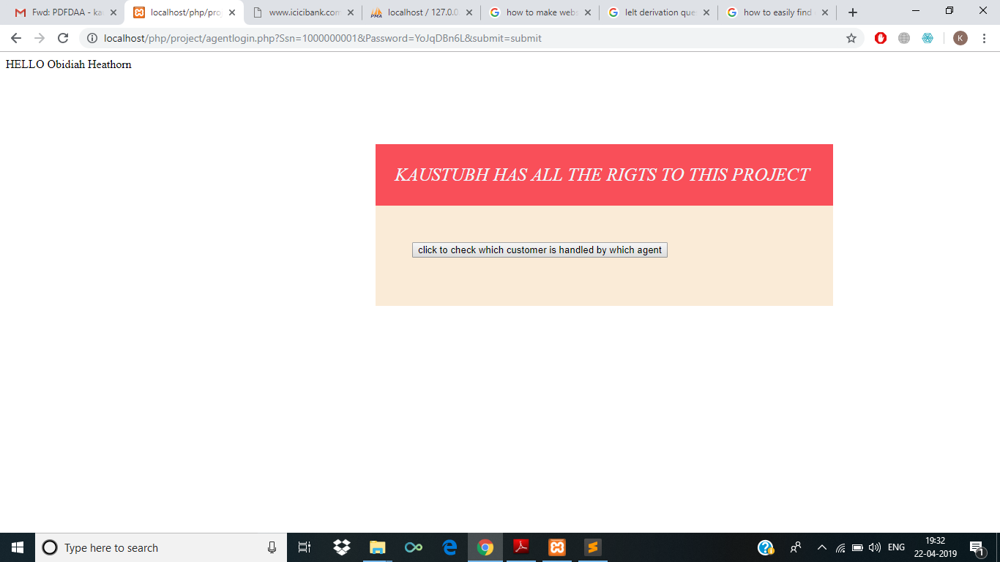 Fwd: PDFDAA - ka
localhost/php/proj
www.icicibank.com
localhost / 127.0.0.
how to make webs
lelt derivation que
how to easily find
localhost/php/project/agentlogin.php?Ssn=1000000001&Password=YoJqDBn6L&submit=submit
K
HELLO Obidiah Heathorn
KAUSTUBH HAS ALL THE RIGTS TO THIS PROJECT
click to check which customer is handled by which agent
Type here to search
ENG
19:32
22-04-2019
1